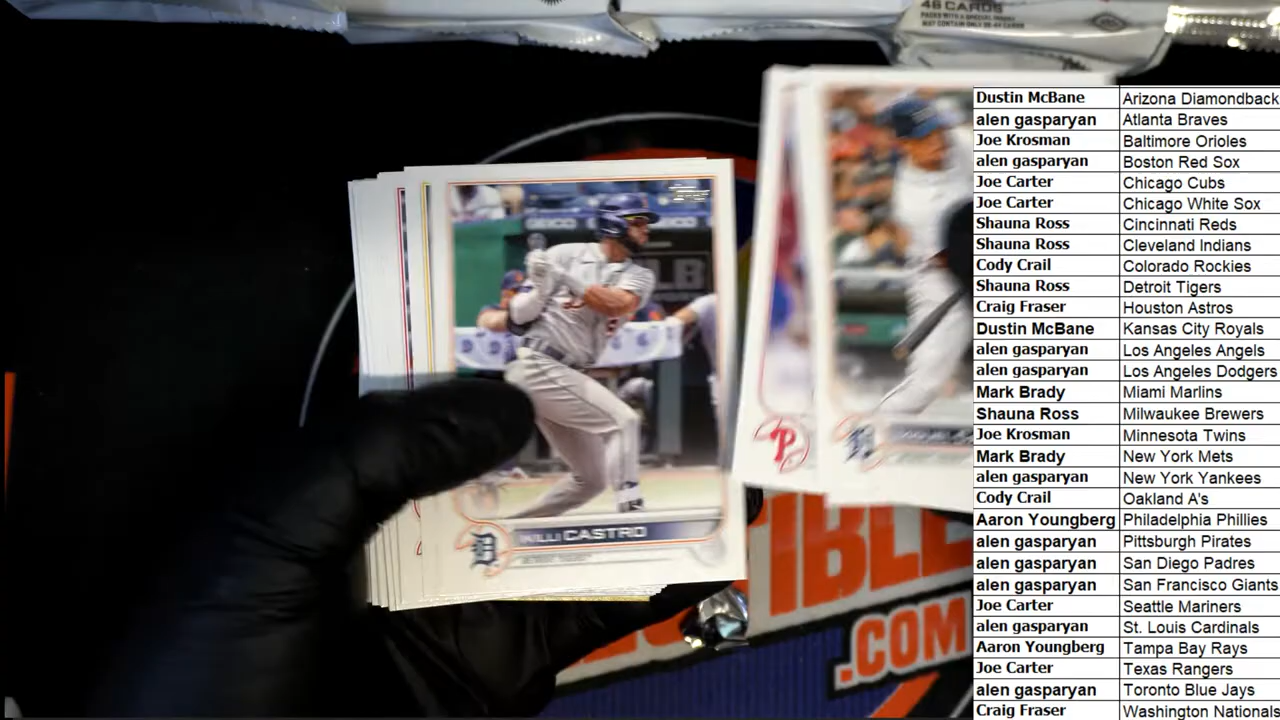 46 CARDS
Dustin McBane Arizona Diamondback
alen gasparyan Atlanta Braves
Joe Krosman Baltimore Orioles
alen gasparyan Boston Red Sox
Joe Carter Chicago Cubs
Joe Carter Chicago White Sox
Shauna Ross Cincinnati Reds
Shauna Ross Cleveland Indians
Cody Crail Colorado Rockies
Shauna Ross Detroit Tigers
Craig Fraser Houston Astros
Dustin McBane Kansas City Royals
alen gasparyan Los Angeles Angels
alen gasparyan Los Angeles Dodgers
Mark Brady Miami Marlins
Shauna Ross Milwaukee Brewers
Joe Krosman Minnesota Twins
Mark Brady New York Mets
alen gasparyan New York Yankees
Cody Crail Oakland A's
Aaron Youngberg Philadelphia Phillies
alen gasparyan Pittsburgh Pirates
alen gasparyan San Diego Padres
alen gasparyan San Francisco Giants
Joe Carter Seattle Mariners
alen gasparyan St. Louis Cardinals
Aaron Youngberg Tampa Bay Rays
Joe Carter Texas Rangers
alen gasparyan Toronto Blue Jays
Craig Fraser Washington Nationals
Topps
WILLI CASTRO
P
D
TIBLE
.COM